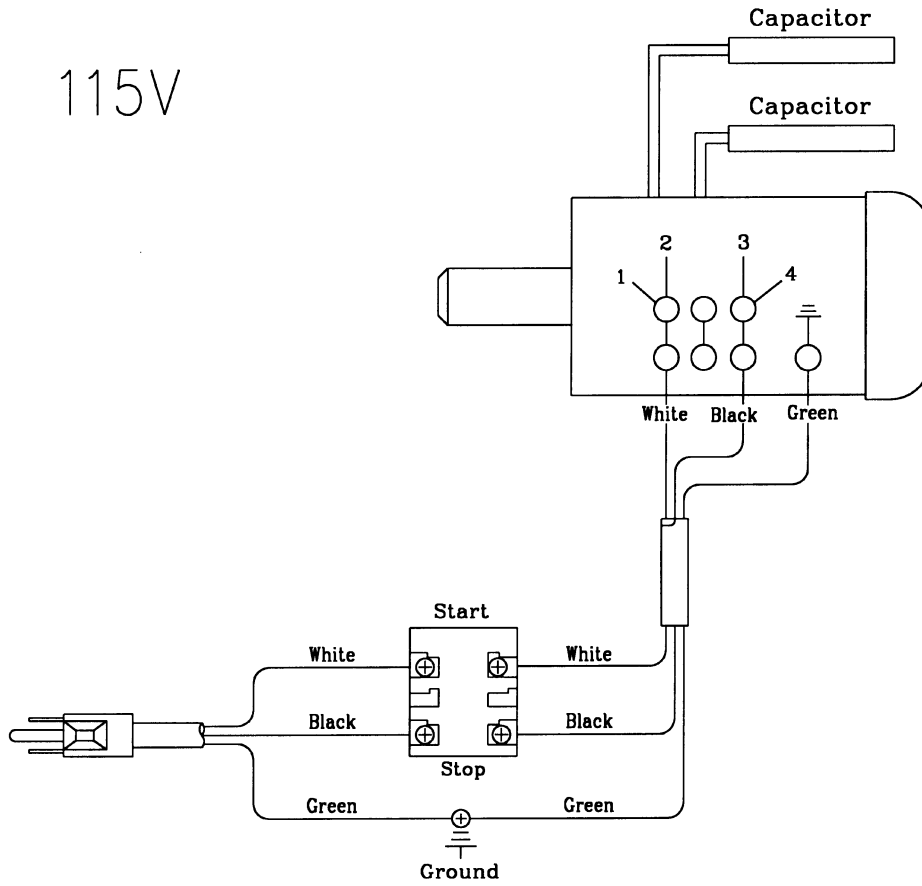 115V
Capacitor
Capacitor
2 3
1 4
White Black Green
Start
White White
Black Black
Stop
Green Green
Ground